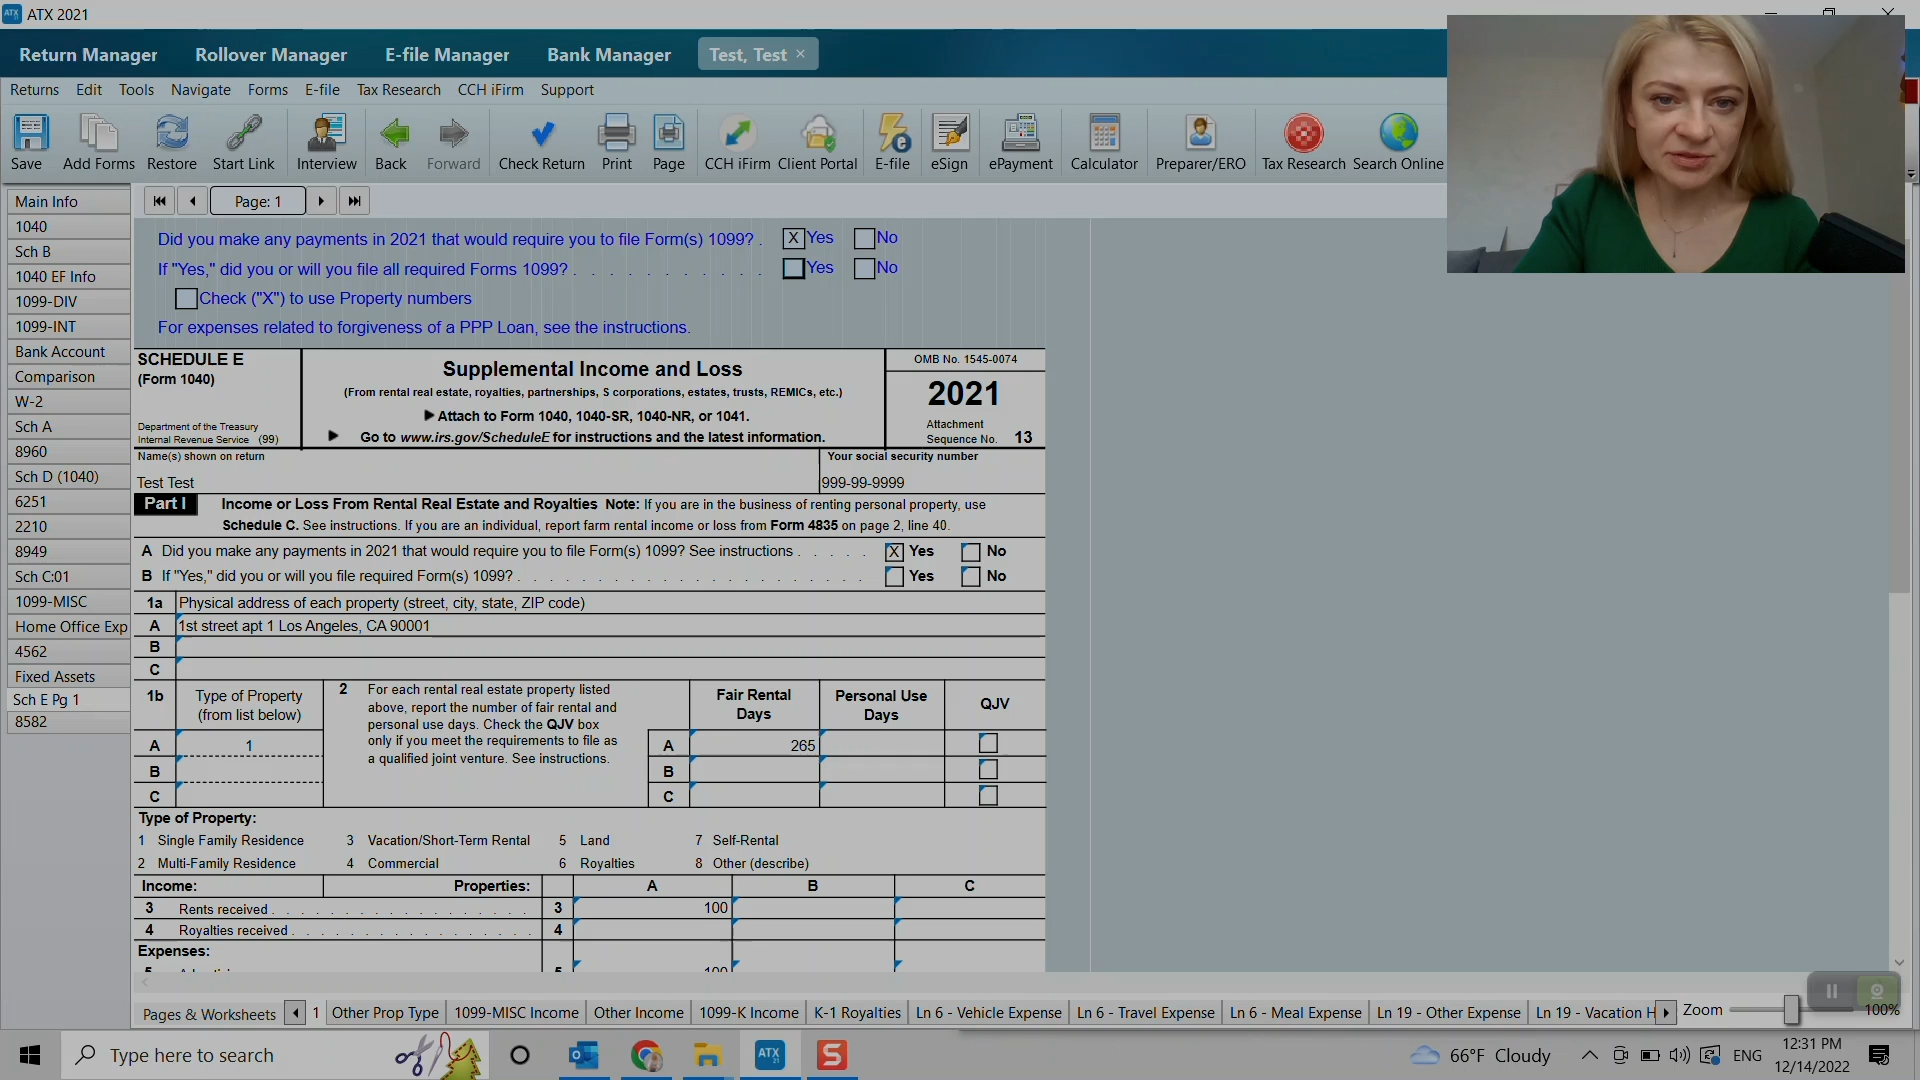 ATX 2021
Return Manager Rollover Manager E-file Manager Bank Manager Test, Test ×
Returns Edit Tools Navigate Forms E-file Tax Research CCH iFirm Support
Save Add Forms Restore Start Link Interview Back Forward Check Return Print Page CCH iFirm Client Portal E-file eSign ePayment Calculator Preparer/ERO Tax Research Search Online
Main Info
1040
Sch B
1040 EF Info
1099-DIV
1099-INT
Bank Account
Comparison
W-2
Sch A
8960
Sch D (1040)
6251
2210
8949
Sch C:01
1099-MISC
Home Office Exp
4562
Fixed Assets
Sch E Pg 1
8582
Page: 1
Did you make any payments in 2021 that would require you to file Form(s) 1099? . X Yes No
If "Yes," did you or will you file all required Forms 1099? . . . . . . . . . . . Yes No
Check ("X") to use Property numbers
For expenses related to forgiveness of a PPP Loan, see the instructions.
SCHEDULE E
(Form 1040)
Department of the Treasury
Internal Revenue Service (99)
Supplemental Income and Loss
(From rental real estate, royalties, partnerships, S corporations, estates, trusts, REMICs, etc.)
▶ Attach to Form 1040, 1040-SR, 1040-NR, or 1041.
▶ Go to www.irs.gov/ScheduleE for instructions and the latest information.
OMB No. 1545-0074
2021
Attachment
Sequence No. 13
Name(s) shown on return Your social security number
Test Test 999-99-9999
Part I Income or Loss From Rental Real Estate and Royalties Note: If you are in the business of renting personal property, use
Schedule C. See instructions. If you are an individual, report farm rental income or loss from Form 4835 on page 2, line 40.
A Did you make any payments in 2021 that would require you to file Form(s) 1099? See instructions . . . . . X Yes No
B If "Yes," did you or will you file required Form(s) 1099? . . . . . . . . . . . . . . . . . . . . . Yes No
1a Physical address of each property (street, city, state, ZIP code)
A 1st street apt 1 Los Angeles, CA 90001
B
C
1b Type of Property
(from list below)
2 For each rental real estate property listed
above, report the number of fair rental and
personal use days. Check the QJV box
only if you meet the requirements to file as
a qualified joint venture. See instructions.
Fair Rental
Days
Personal Use
Days
QJV
A 1 A 265
B B
C C
Type of Property:
1 Single Family Residence 3 Vacation/Short-Term Rental 5 Land 7 Self-Rental
2 Multi-Family Residence 4 Commercial 6 Royalties 8 Other (describe)
Income: Properties: A B C
3 Rents received . . . . . . . . . . . . . . . . . 3 100
4 Royalties received . . . . . . . . . . . . . . . 4
Expenses:
Pages & Worksheets 1 Other Prop Type 1099-MISC Income Other Income 1099-K Income K-1 Royalties Ln 6 - Vehicle Expense Ln 6 - Travel Expense Ln 6 - Meal Expense Ln 19 - Other Expense Ln 19 - Vacation H Zoom 100%
Type here to search
ATX
21
S
66°F Cloudy
ENG
12:31 PM
12/14/2022